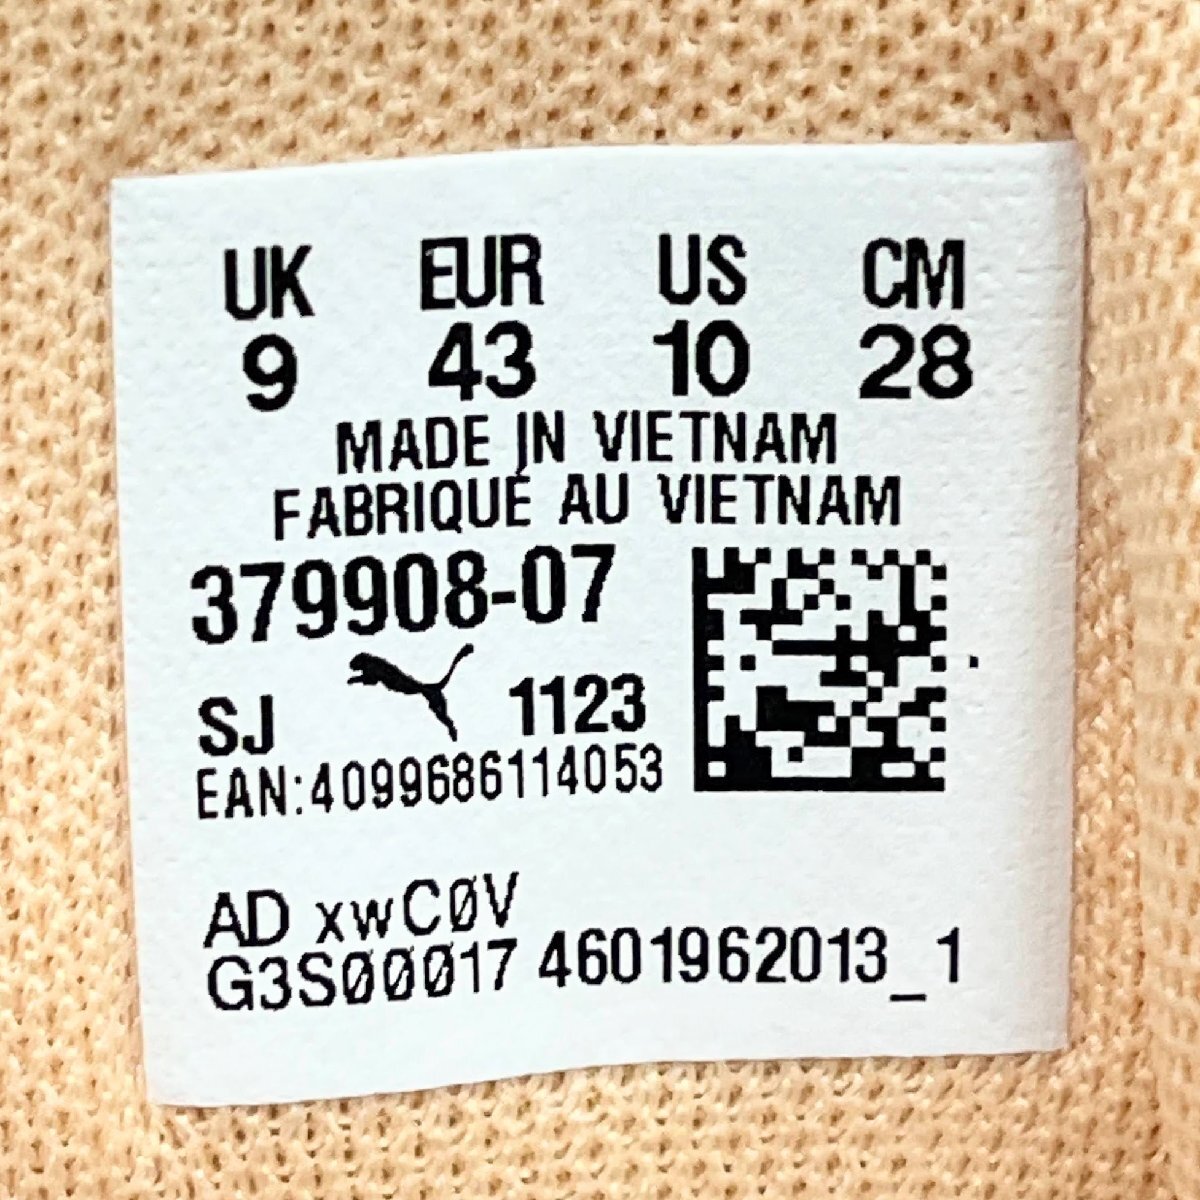 UK EUR US CM
9 43 10 28
MADE IN VIETNAM
FABRIQUÉ AU VIETNAM
379908-07
SJ 1123
EAN:4099686114053
AD xwC0V
G3S00017 4601962013_1